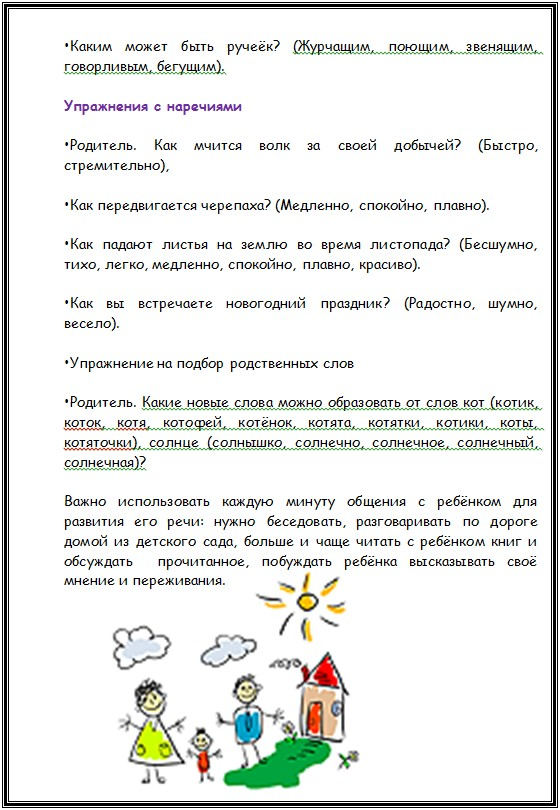 •Каким может быть ручеёк? (Журчащим, поющим, звенящим,
говорливым, бегущим).
Упражнения с наречиями
•Родитель. Как мчится волк за своей добычей? (Быстро,
стремительно),
•Как передвигается черепаха? (Медленно, спокойно, плавно).
•Как падают листья на землю во время листопада? (Бесшумно,
тихо, легко, медленно, спокойно, плавно, красиво).
•Как вы встречаете новогодний праздник? (Радостно, шумно,
весело).
•Упражнение на подбор родственных слов
•Родитель. Какие новые слова можно образовать от слов кот (котик,
коток, котя, котофей, котёнок, котята, котятки, котики, коты,
котяточки), солнце (солнышко, солнечно, солнечное, солнечный,
солнечная)?
Важно использовать каждую минуту общения с ребёнком для
развития его речи: нужно беседовать, разговаривать по дороге
домой из детского сада, больше и чаще читать с ребёнком книг и
обсуждать прочитанное, побуждать ребёнка высказывать своё
мнение и переживания.